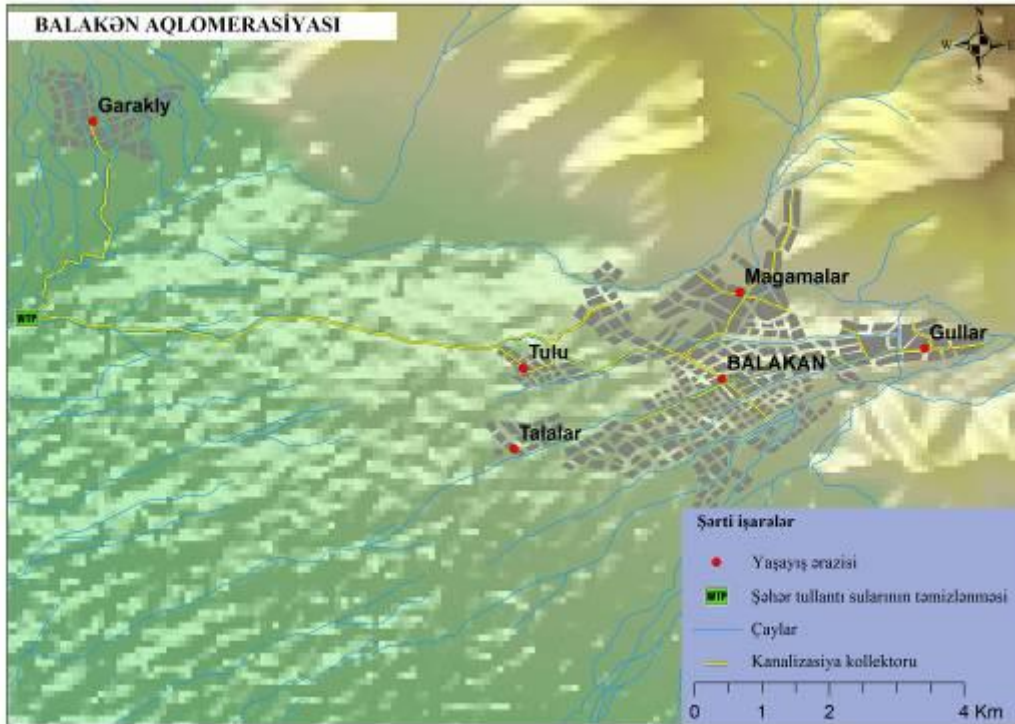 BALAKƏN AQLOMERASİYASI
N
W E
S
Garakly
Magamalar
WTP
Gullar
Tulu
BALAKAN
Talalar
Şərti işarələr
Yaşayış ərazisi
WTP Şəhər tullantı sularının təmizlənməsi
Çaylar
Kanalizasiya kollektoru
0 1 2 4 Km